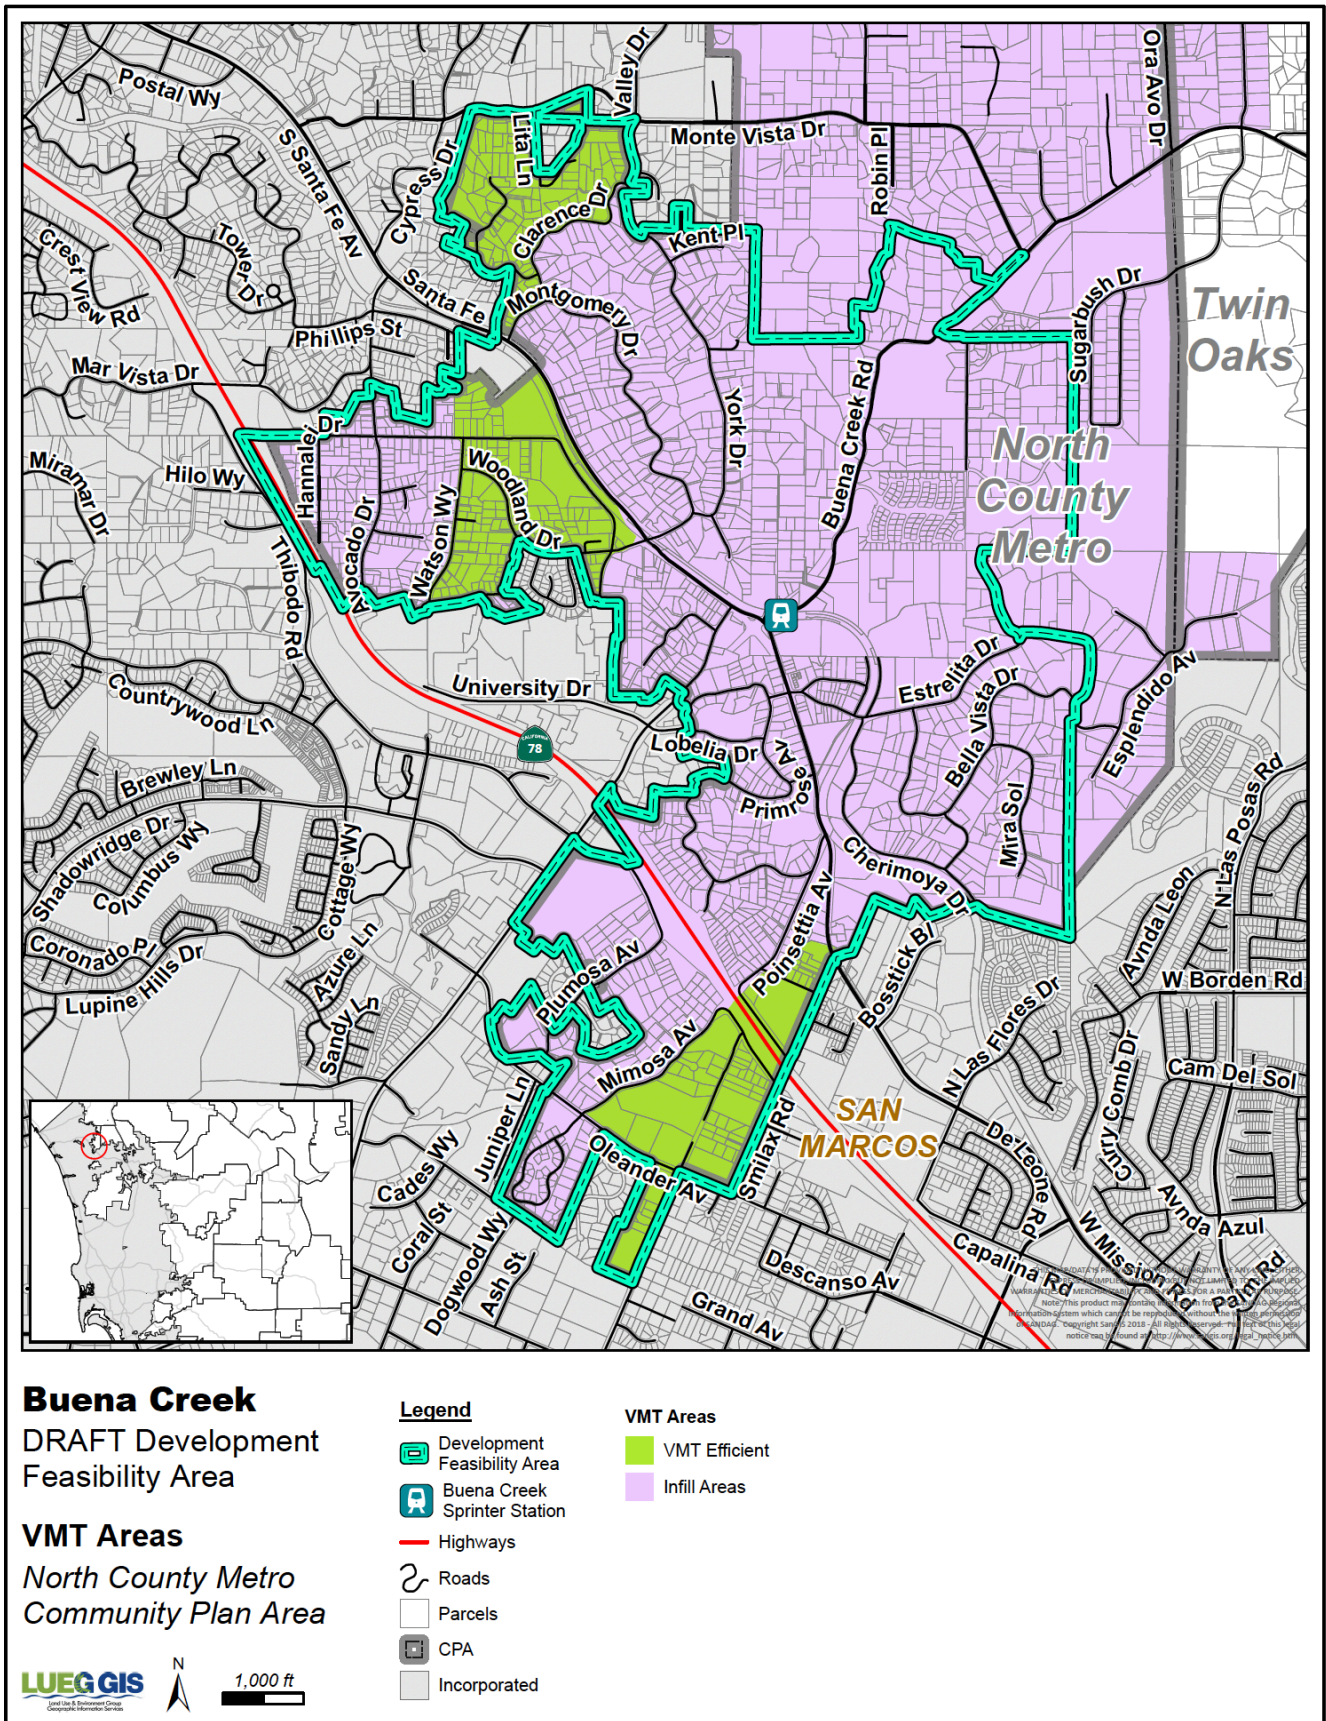 Postal Wy
S Santa Fe Av
Cypress Dr
Lita Ln
Valley Dr
Monte Vista Dr
Robin Pl
Ora Avo Dr
Clarence Dr
Kent Pl
Tower Dr
Crest View Rd
Santa Fe
Montgomery Dr
Phillips St
Sugarbush Dr
Twin Oaks
Mar Vista Dr
Hannalei Dr
York Dr
Buena Creek Rd
North County Metro
Miramar Dr
Hilo Wy
Woodland Dr
Watson Wy
Avocado Dr
Thibodo Rd
Estrelita Dr
Bella Vista Dr
Esplendido Av
University Dr
Countrywood Ln
CALIFORNIA
78
Lobelia Dr
Primrose Av
Mira Sol
Brewley Ln
Shadowridge Dr
Columbus Wy
Cottage Wy
Cherimoya Dr
N Las Posas Rd
Avnda Leon
Poinsettia Av
Coronado Pl
Lupine Hills Dr
Azure Ln
Sandy Ln
Plumosa Av
Bosstick Bl
W Borden Rd
N Las Flores Dr
Curry Comb Dr
Cam Del Sol
Mimosa Av
Juniper Ln
SAN MARCOS
Smilax Rd
Oleander Av
De Leone Rd
Cades Wy
Coral St
Dogwood Wy
Ash St
Avnda Azul
Capalina Rd
Descanso Av
Grand Av
Buena Creek
DRAFT Development
Feasibility Area
VMT Areas
North County Metro
Community Plan Area
LUEG GIS
Land Use & Environment Group
Geographic Information Services
N
1,000 ft
Legend
Development
Feasibility Area
Buena Creek
Sprinter Station
Highways
Roads
Parcels
CPA
Incorporated
VMT Areas
VMT Efficient
Infill Areas